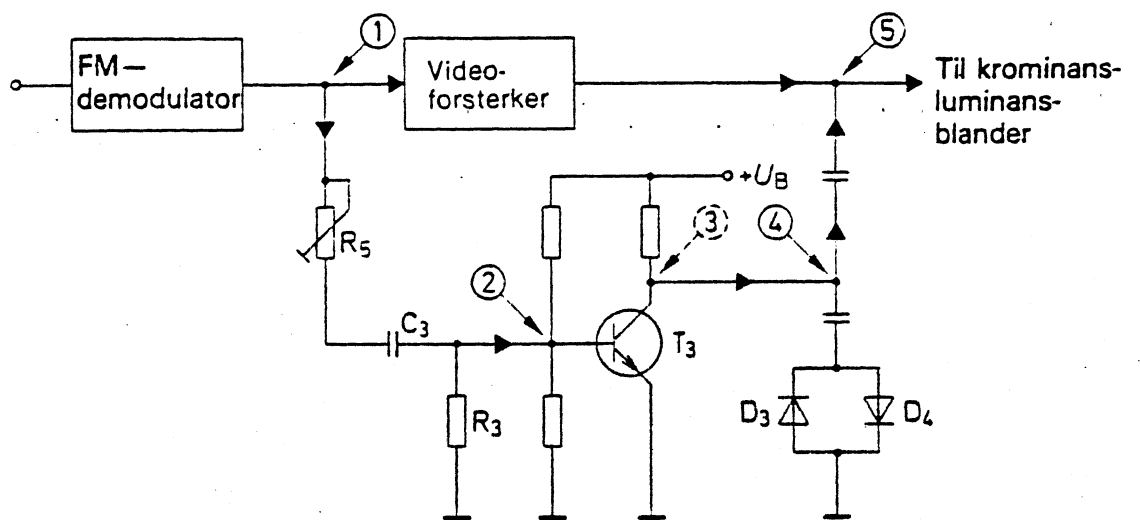 ①
⑤
FM—
demodulator
Video-
forsterker
Til krominans-
luminans-
blander
+U_B
R₅
③
④
②
C₃
T₃
R₃
D₃
D₄